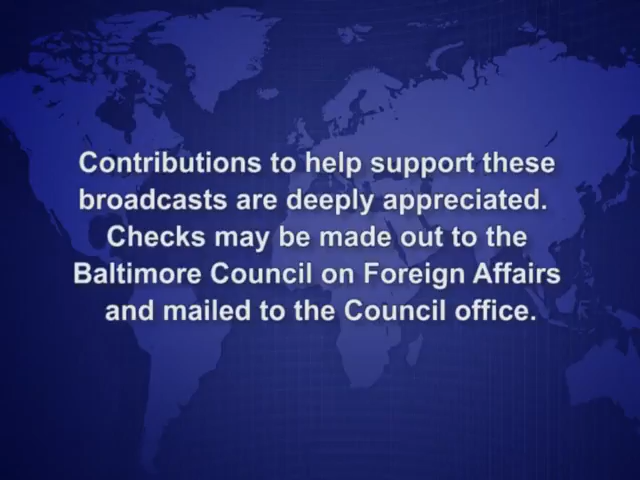 Contributions to help support these
broadcasts are deeply appreciated.
Checks may be made out to the
Baltimore Council on Foreign Affairs
and mailed to the Council office.